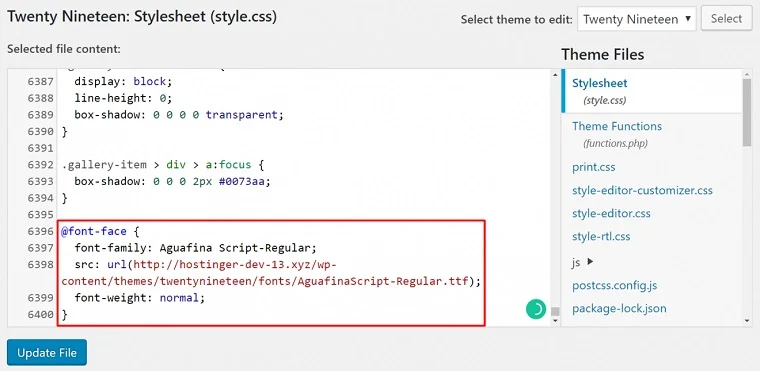 Twenty Nineteen: Stylesheet (style.css)
Select theme to edit: Twenty Nineteen Select
Selected file content:
Theme Files
6387 display: block;
6388 line-height: 0;
6389 box-shadow: 0 0 0 0 transparent;
6390 }
6391
6392 .gallery-item > div > a:focus {
6393 box-shadow: 0 0 0 2px #0073aa;
6394 }
6395
6396 @font-face {
6397 font-family: Aguafina Script-Regular;
6398 src: url(http://hostinger-dev-13.xyz/wp-
content/themes/twentynineteen/fonts/AguafinaScript-Regular.ttf);
6399 font-weight: normal;
6400 }
Stylesheet
(style.css)
Theme Functions
(functions.php)
print.css
style-editor-customizer.css
style-editor.css
style-rtl.css
js
postcss.config.js
package-lock.json
Update File